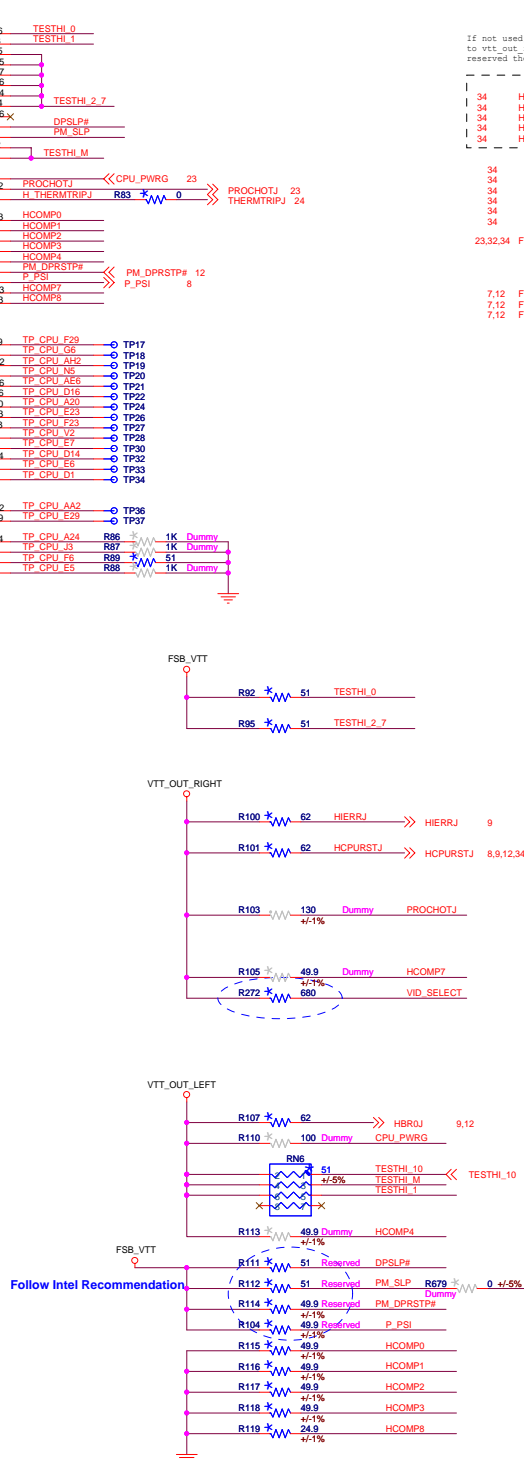 TESTHI_0
TESTHI_1
TESTHI_2_7
DPSLP#
PM_SLP
TESTHI_M
CPU_PWRG 23
PROCHOTJ PROCHOTJ 23
H_THERMTRIPJ R83 0 THERMTRIPJ 24
HCOMP0
HCOMP1
HCOMP2
HCOMP3
HCOMP4
PM_DPRSTP# PM_DPRSTP# 12
P_PSI P_PSI 8
HCOMP7
HCOMP8
If not used
to vtt_out
reserved
34 H
34 H
34 H
34 H
34 H
34
34
34
34
34
23,32,34 F
7,12 F
7,12 F
7,12 F
TP_CPU_F29 TP17
TP_CPU_G6 TP18
TP_CPU_AH2 TP19
TP_CPU_N5 TP20
TP_CPU_AE6 TP21
TP_CPU_D16 TP22
TP_CPU_A20 TP24
TP_CPU_E23 TP26
TP_CPU_F23 TP27
TP_CPU_V2 TP28
TP_CPU_E7 TP30
TP_CPU_D14 TP32
TP_CPU_E6 TP33
TP_CPU_D1 TP34
TP_CPU_AA2 TP36
TP_CPU_E29 TP37
TP_CPU_A24 R86 1K Dummy
TP_CPU_J3 R87 1K Dummy
TP_CPU_F6 R89 51
TP_CPU_E5 R88 1K Dummy
FSB_VTT
R92 51 TESTHI_0
R95 51 TESTHI_2_7
VTT_OUT_RIGHT
R100 62 HIERRJ HIERRJ 9
R101 62 HCPURSTJ HCPURSTJ 8,9,12,34
R103 130 Dummy PROCHOTJ
+/-1%
R105 49.9 Dummy HCOMP7
+/-1%
R272 680 VID_SELECT
VTT_OUT_LEFT
R107 62 HBR0J 9,12
R110 100 Dummy CPU_PWRG
RN6
2 1 51 TESTHI_10 TESTHI_10
+/-5%
4 3 TESTHI_M
6 5 TESTHI_1
8 7
R113 49.9 Dummy HCOMP4
+/-1%
FSB_VTT
R111 51 Reserved DPSLP#
Follow Intel Recommendation
R112 51 Reserved PM_SLP R679 0 +/-5%
Dummy
R114 49.9 Reserved PM_DPRSTP#
+/-1%
R104 49.9 Reserved P_PSI
+/-1%
R115 49.9 HCOMP0
+/-1%
R116 49.9 HCOMP1
+/-1%
R117 49.9 HCOMP2
+/-1%
R118 49.9 HCOMP3
+/-1%
R119 24.9 HCOMP8
+/-1%